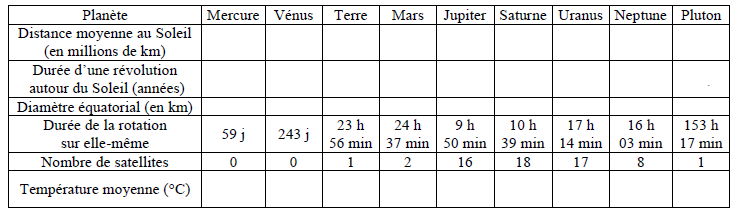 Planète Mercure Vénus Terre Mars Jupiter Saturne Uranus Neptune Pluton
Distance moyenne au Soleil
(en millions de km)
Durée d’une révolution
autour du Soleil (années)
Diamètre équatorial (en km)
Durée de la rotation
sur elle-même
59 j 243 j 23 h 24 h 9 h 10 h 17 h 16 h 153 h
56 min 37 min 50 min 39 min 14 min 03 min 17 min
Nombre de satellites 0 0 1 2 16 18 17 8 1
Température moyenne (°C)